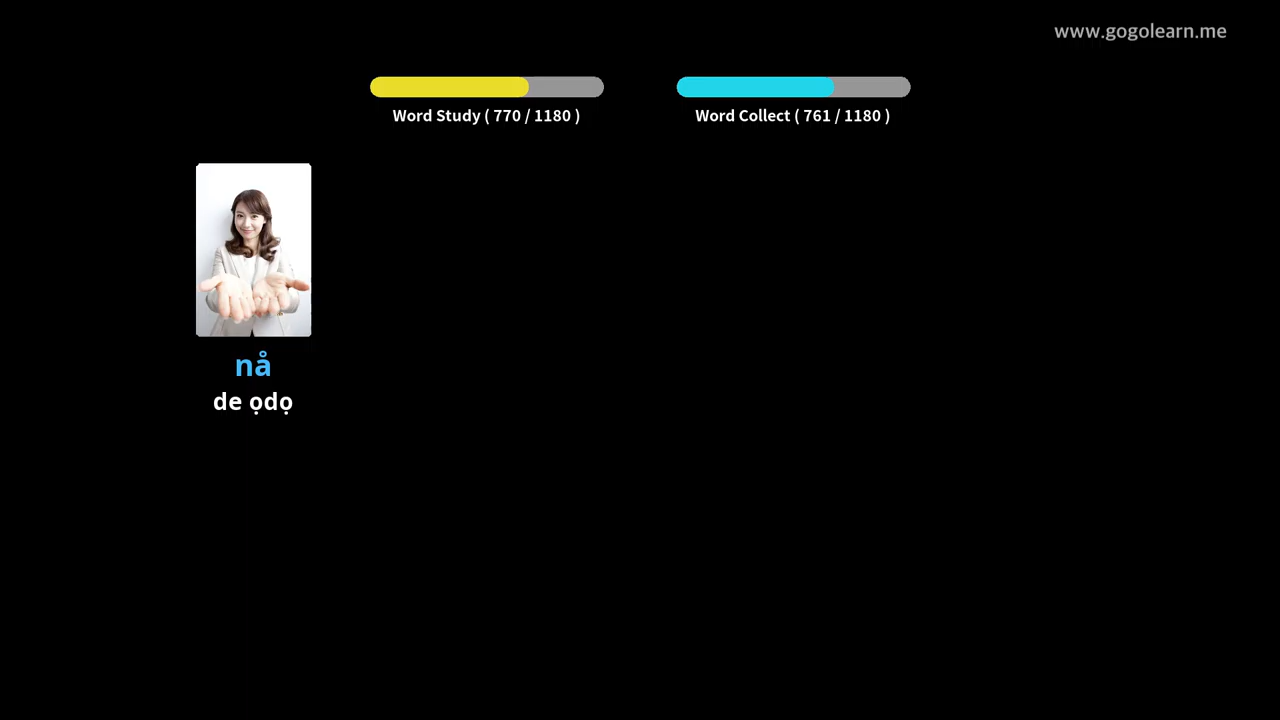 www.gogolearn.me
Word Study ( 770 / 1180 )
Word Collect ( 761 / 1180 )
nå
de ọdọ